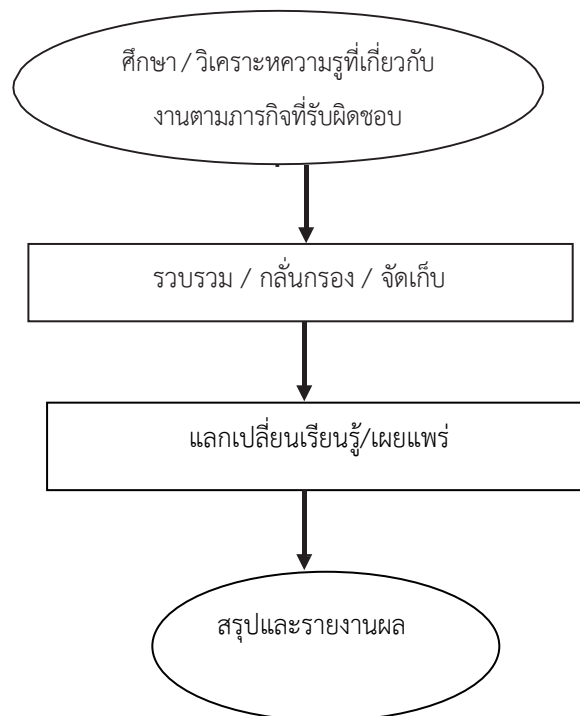 ศึกษา / วิเคราะหความรูที่เกี่ยวกับ
งานตามภารกิจที่รับผิดชอบ
รวบรวม / กลั่นกรอง / จัดเก็บ
แลกเปลี่ยนเรียนรู้/เผยแพร่
สรุปและรายงานผล